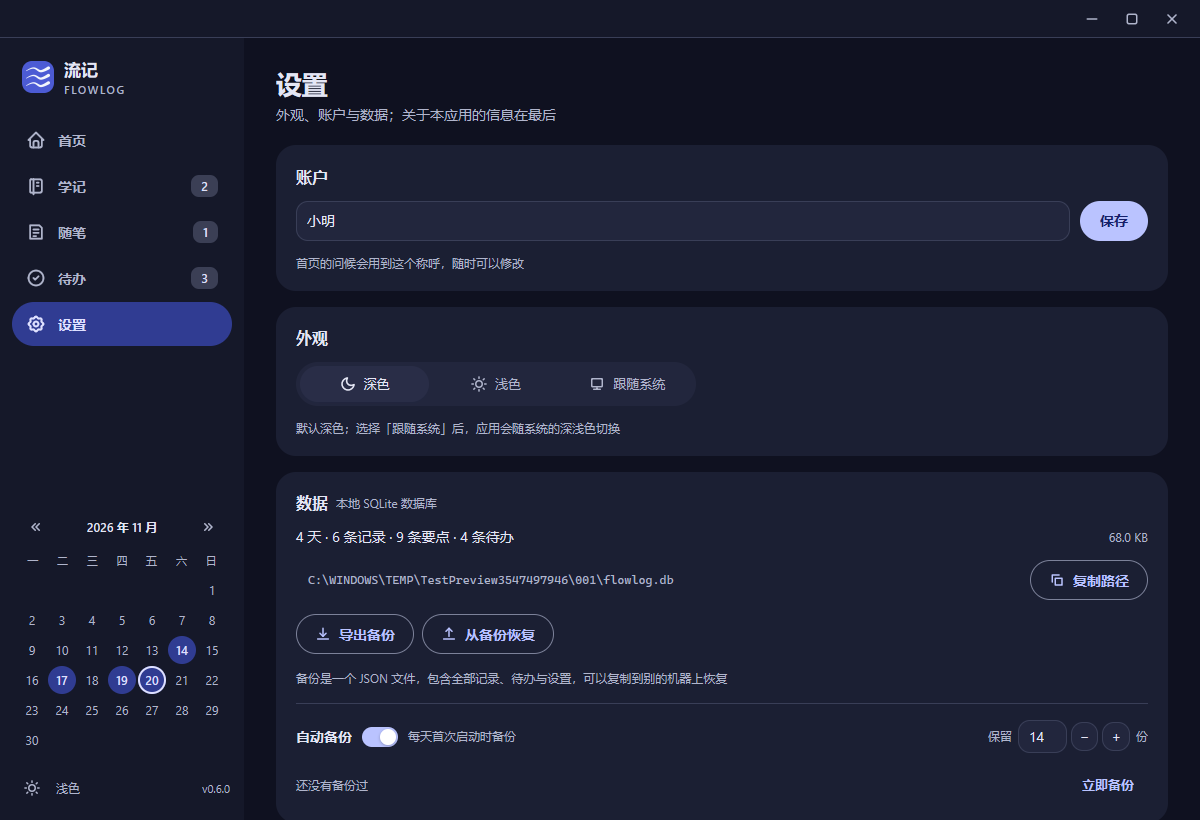 流记
FLOWLOG
首页
学记 2
随笔 1
待办 3
设置
« 2026 年 11 月 »
一 二 三 四 五 六 日
1
2 3 4 5 6 7 8
9 10 11 12 13 14 15
16 17 18 19 20 21 22
23 24 25 26 27 28 29
30
浅色 v0.6.0
设置
外观、账户与数据；关于本应用的信息在最后
账户
小明 保存
首页的问候会用到这个称呼，随时可以修改
外观
深色 浅色 跟随系统
默认深色；选择「跟随系统」后，应用会随系统的深浅色切换
数据 本地 SQLite 数据库
4 天 · 6 条记录 · 9 条要点 · 4 条待办 68.0 KB
C:\WINDOWS\TEMP\TestPreview3547497946\001\flowlog.db 复制路径
导出备份 从备份恢复
备份是一个 JSON 文件，包含全部记录、待办与设置，可以复制到别的机器上恢复
自动备份 每天首次启动时备份 保留 14 − + 份
还没有备份过 立即备份